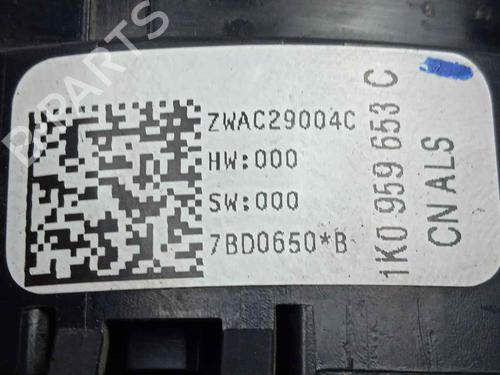 ZWAC29004C
HW:000
SW:000
7BD0650*B
1K0 959 653 C
CN ALS
B-PARTS